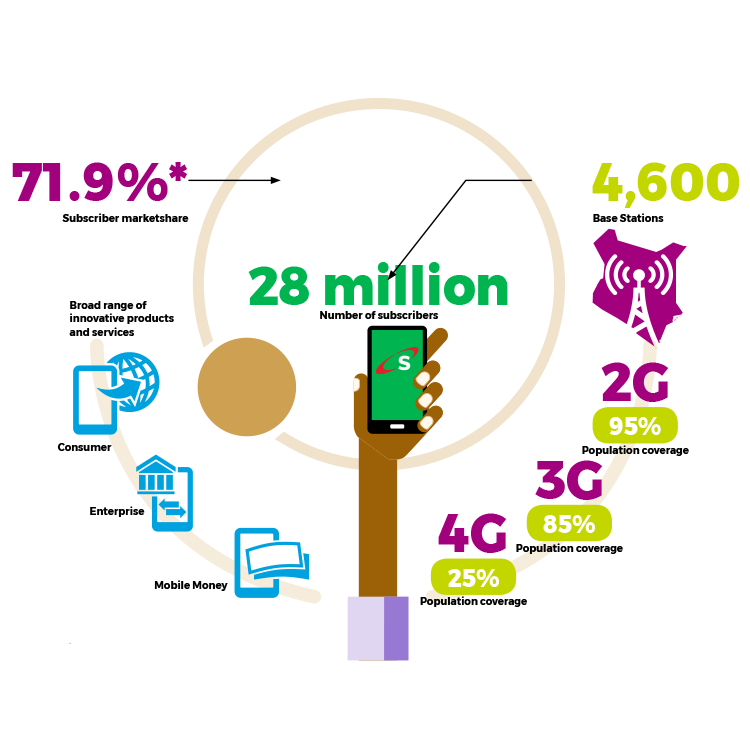 71.9%*
Subscriber marketshare
4,600
Base Stations
28 million
Number of subscribers
Broad range of
innovative products
and services
S
Consumer
Enterprise
Mobile Money
2G
95%
Population coverage
3G
85%
Population coverage
4G
25%
Population coverage